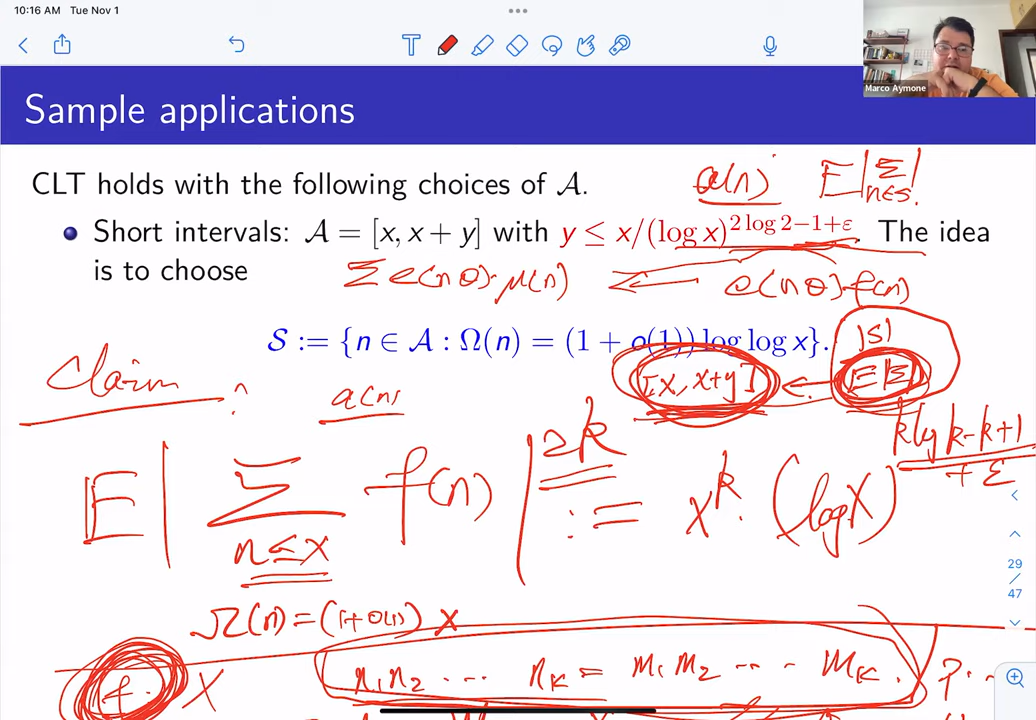 10:16 AM Tue Nov 1
Marco Aymone
Sample applications
CLT holds with the following choices of 𝒜.
a(n) E|Σ n∈S|
Short intervals: 𝒜 = [x, x + y] with y ≤ x/(log x)^{2 log 2−1+ε}. The idea
is to choose
Σ e(nθ)·μ(n) ← e(nθ) f(n)
𝒮 := {n ∈ 𝒜 : Ω(n) = (1 + o(1)) log log x}.
|S|
[x, x+y] ←
Claim :
a(n)
E | Σ n≤x f(n) |^{2k} := x^k · (log x)^{k log k−k+1+ε}
Ω(n) = (1+o(1))
n₁n₂ ... n_K = m₁m₂ ... m_K.
f.
X
29
/
47